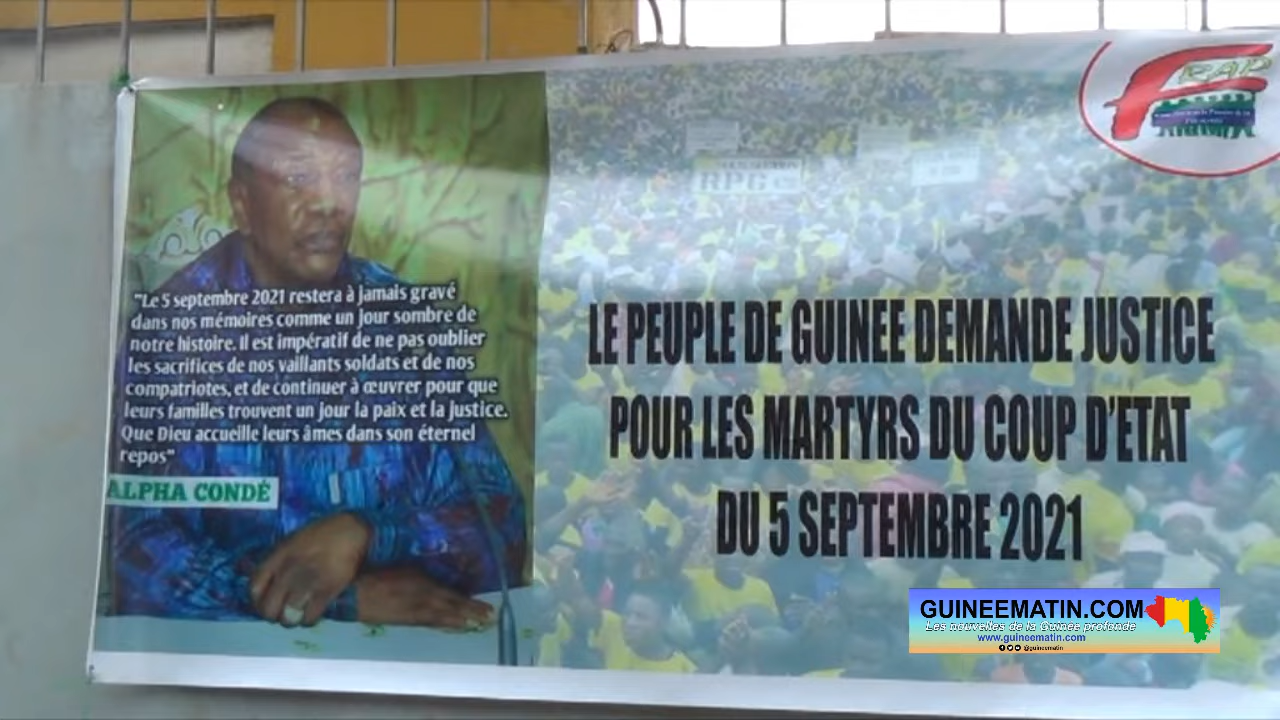 "Le 5 septembre 2021 restera à jamais gravé
dans nos mémoires comme un jour sombre de
notre histoire. Il est impératif de ne pas oublier
les sacrifices de nos vaillants soldats et de nos
compatriotes, et de continuer à œuvrer pour que
leurs familles trouvent un jour la paix et la justice.
Que Dieu accueille leurs âmes dans son éternel
repos"
ALPHA CONDÉ
FRAP
RPG
LE PEUPLE DE GUINEE DEMANDE JUSTICE
POUR LES MARTYRS DU COUP D'ETAT
DU 5 SEPTEMBRE 2021
GUINEEMATIN.COM
Les nouvelles de la Guinée profonde
www.guineematin.com
@guineematin